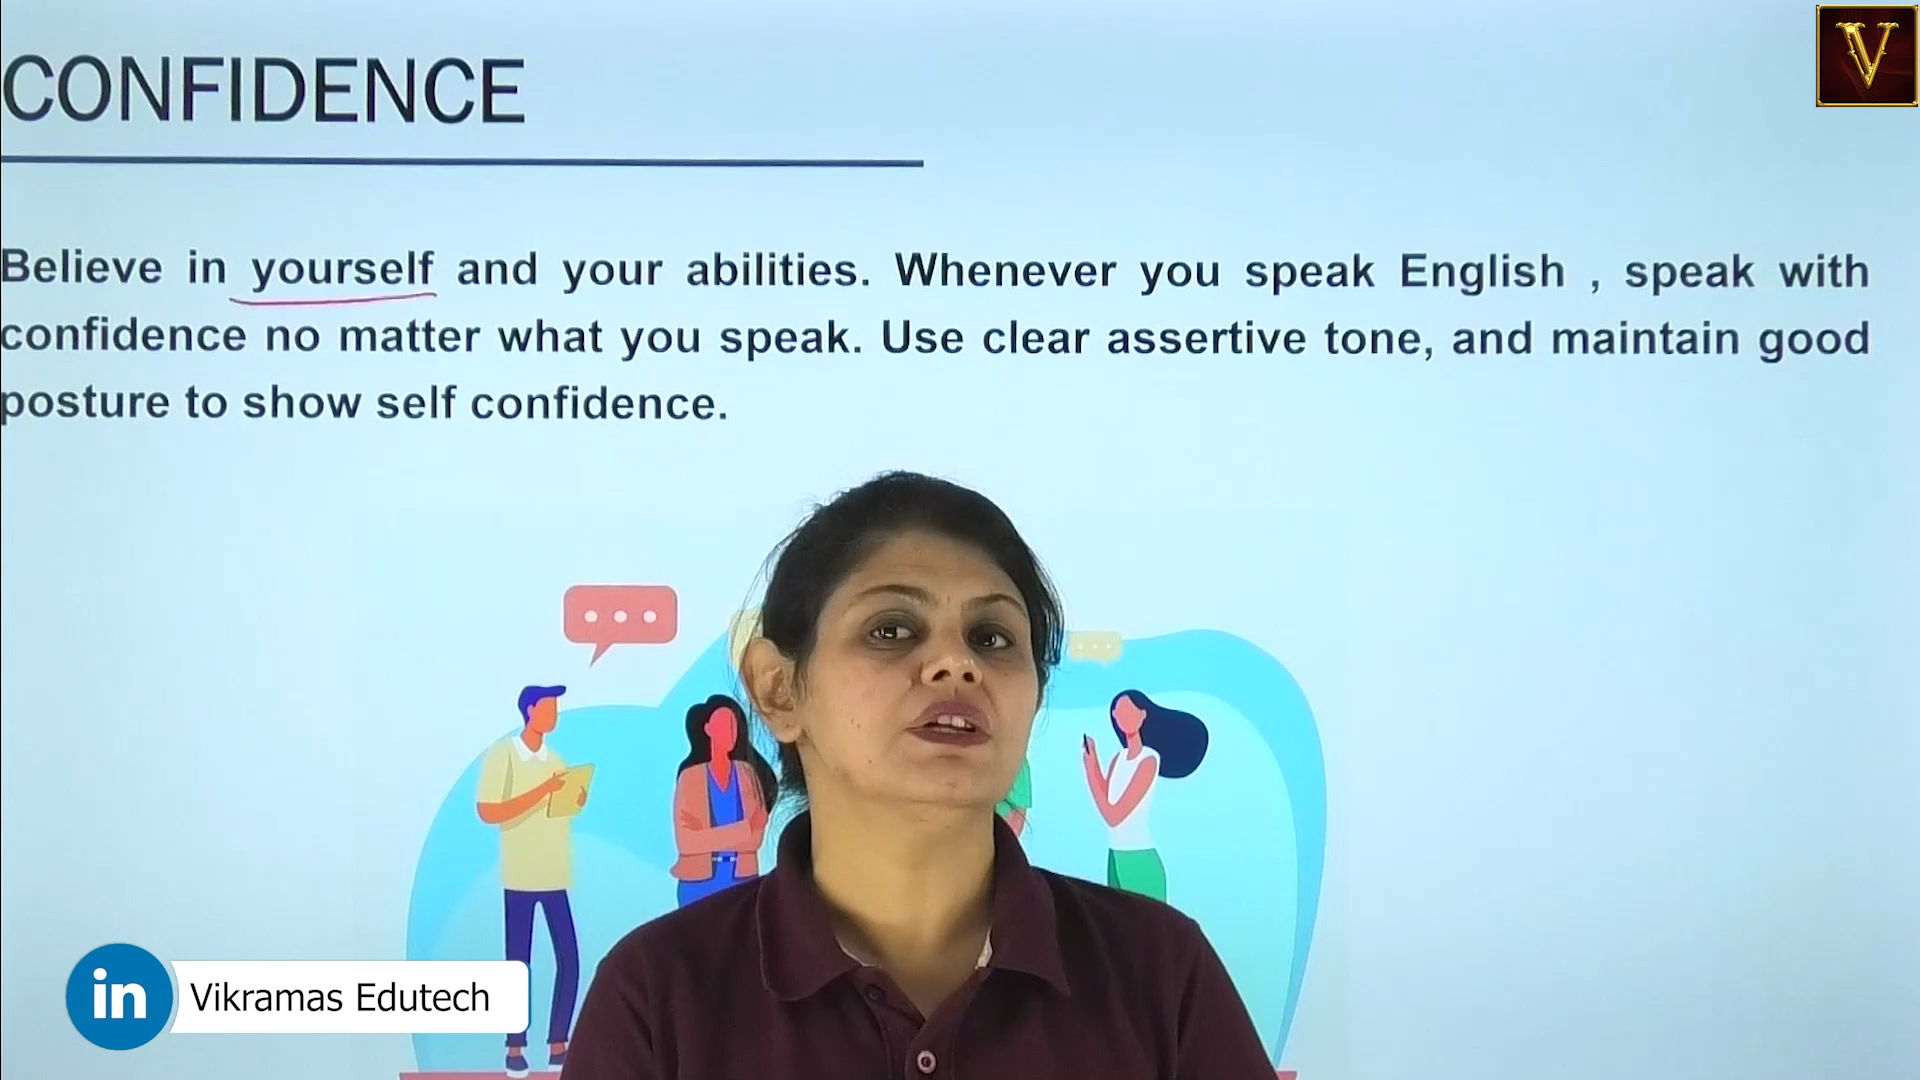 V
CONFIDENCE
Believe in yourself and your abilities. Whenever you speak English , speak with
confidence no matter what you speak. Use clear assertive tone, and maintain good
posture to show self confidence.
in Vikramas Edutech